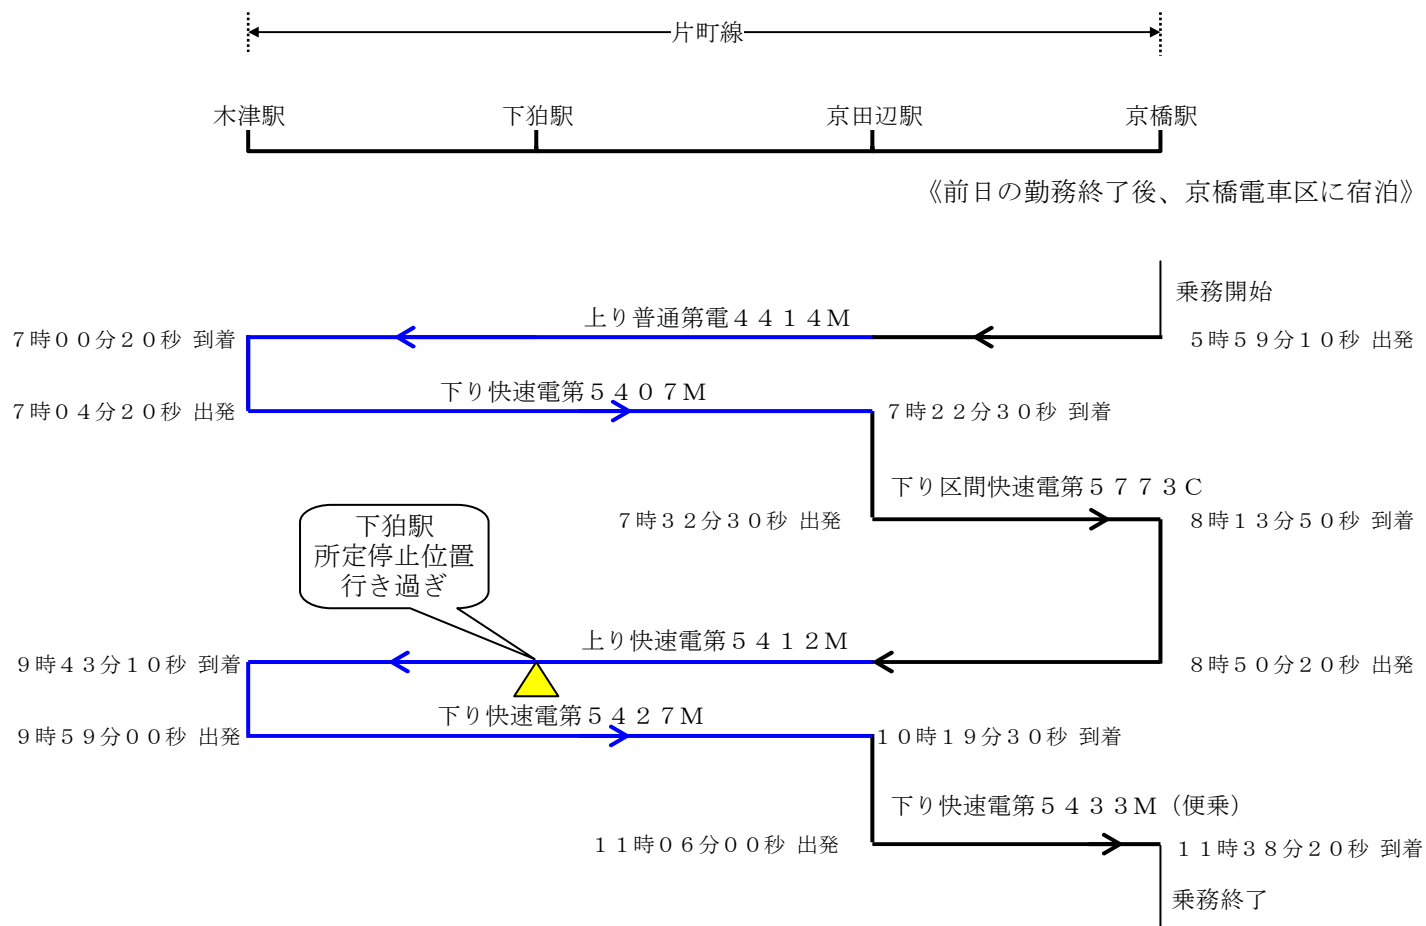 片町線
木津駅
下狛駅
京田辺駅
京橋駅
《前日の勤務終了後、京橋電車区に宿泊》
乗務開始
上り普通第電４４１４Ｍ
７時００分２０秒 到着
５時５９分１０秒 出発
下り快速電第５４０７Ｍ
７時０４分２０秒 出発
７時２２分３０秒 到着
下り区間快速電第５７７３Ｃ
７時３２分３０秒 出発
８時１３分５０秒 到着
下狛駅
所定停止位置
行き過ぎ
上り快速電第５４１２Ｍ
９時４３分１０秒 到着
８時５０分２０秒 出発
下り快速電第５４２７Ｍ
９時５９分００秒 出発
１０時１９分３０秒 到着
下り快速電第５４３３Ｍ（便乗）
１１時０６分００秒 出発
１１時３８分２０秒 到着
乗務終了